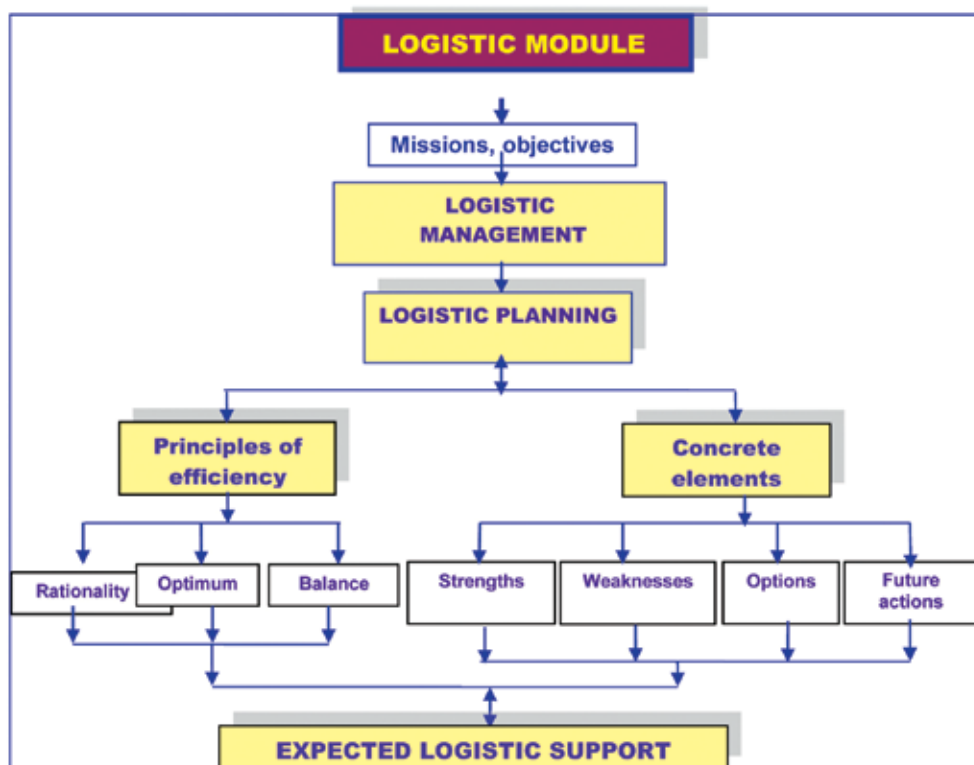 LOGISTIC MODULE
Missions, objectives
LOGISTIC
MANAGEMENT
LOGISTIC PLANNING
Principles of
efficiency
Concrete
elements
Rationality
Optimum
Balance
Strengths
Weaknesses
Options
Future
actions
EXPECTED LOGISTIC SUPPORT